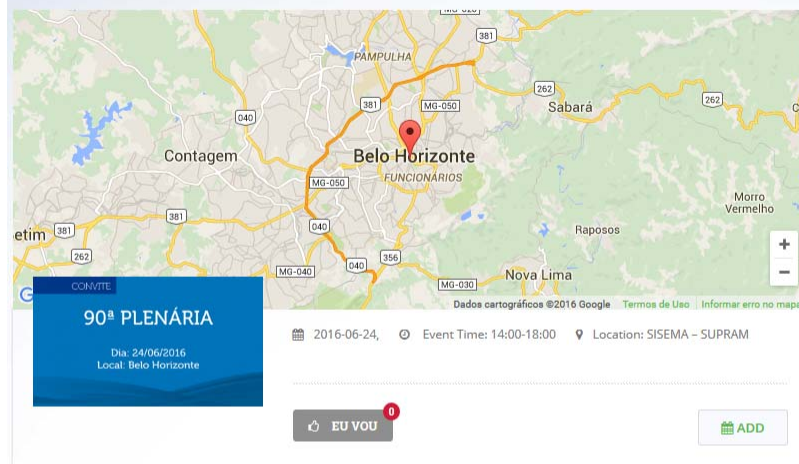 381
PAMPULHA
262
381
MG-050
Sabará
262
040
Contagem
Belo Horizonte
MG-050
FUNCIONÁRIOS
Morro
Vermelho
381
040
Raposos
etim
381
262
356
040
MG-040
Nova Lima
MG-030
Dados cartográficos ©2016 Google
Termos de Uso
Informar erro no mapa
CONVITE
90ª PLENÁRIA
Dia: 24/06/2016
Local: Belo Horizonte
2016-06-24, Event Time: 14:00-18:00 Location: SISEMA – SUPRAM
0
EU VOU
ADD